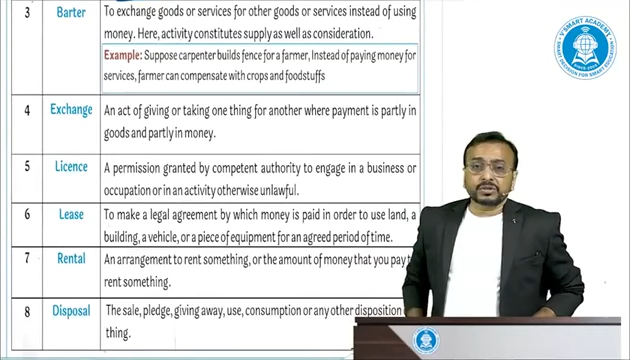 3 Barter To exchange goods or services for other goods or services instead of using
money. Here, activity constitutes supply as well as consideration.
Example: Suppose carpenter builds fence for a farmer, Instead of paying money for
services, farmer can compensate with crops and foodstuffs
4 Exchange An act of giving or taking one thing for another where payment is partly in
goods and partly in money.
5 Licence A permission granted by competent authority to engage in a business or
occupation or in an activity otherwise unlawful.
6 Lease To make a legal agreement by which money is paid in order to use land, a
building, a vehicle, or a piece of equipment for an agreed period of time.
7 Rental An arrangement to rent something, or the amount of money that you pay
rent something.
8 Disposal The sale, pledge, giving away, use, consumption or any other disposition
thing.
V'SMART ACADEMY